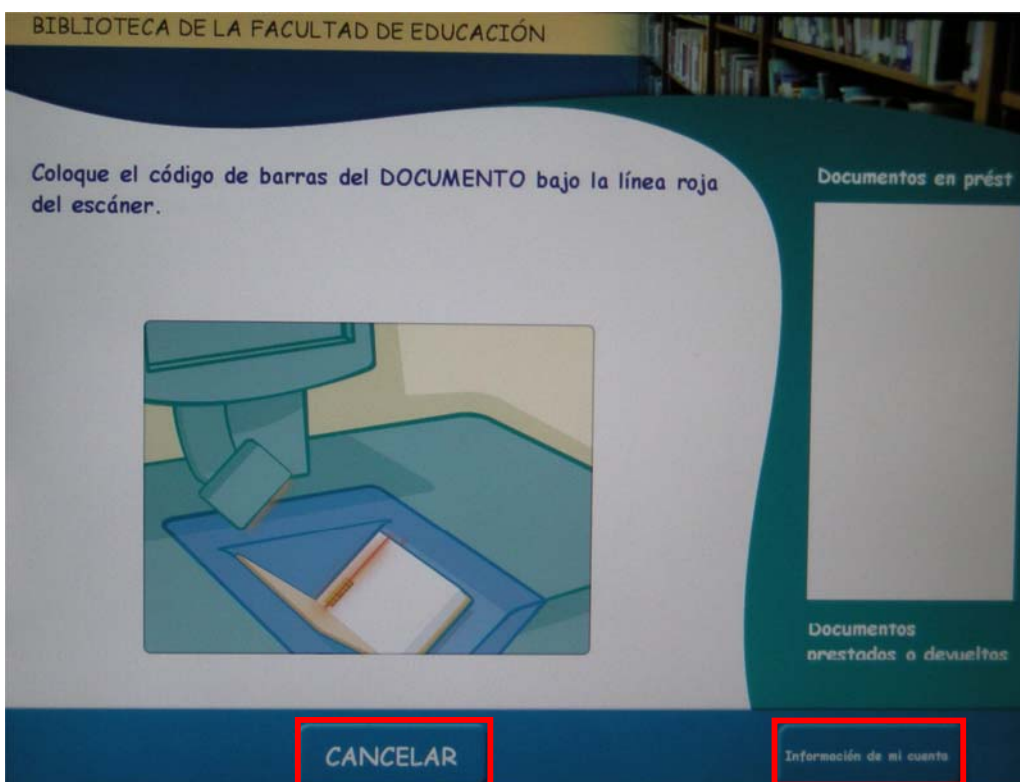 BIBLIOTECA DE LA FACULTAD DE EDUCACIÓN
Coloque el código de barras del DOCUMENTO bajo la línea roja
del escáner.
Documentos en prést
Documentos
prestados o devueltos
CANCELAR
Información de mi cuenta